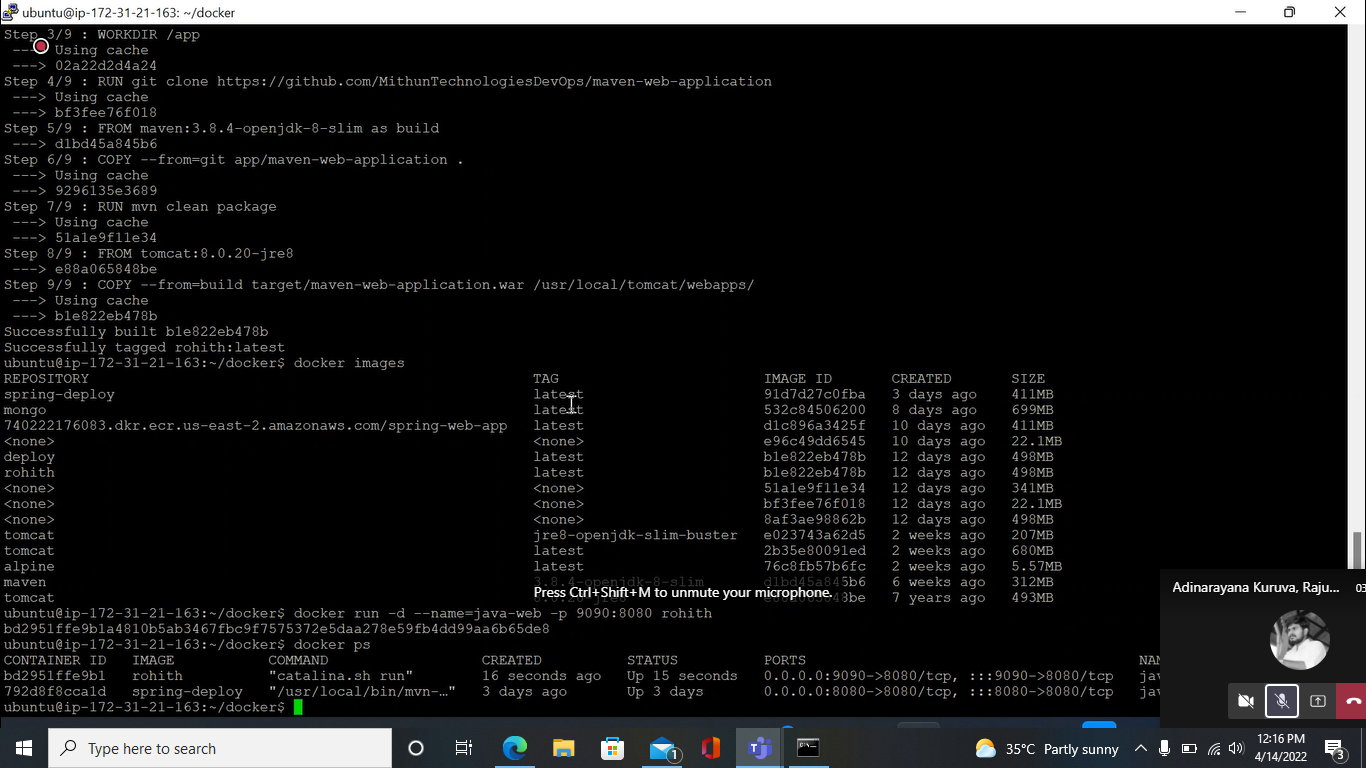 ubuntu@ip-172-31-21-163: ~/docker
Step 3/9 : WORKDIR /app
---> Using cache
---> 02a22d2d4a24
Step 4/9 : RUN git clone https://github.com/MithunTechnologiesDevOps/maven-web-application
---> Using cache
---> bf3fee76f018
Step 5/9 : FROM maven:3.8.4-openjdk-8-slim as build
---> d1bd45a845b6
Step 6/9 : COPY --from=git app/maven-web-application .
---> Using cache
---> 9296135e3689
Step 7/9 : RUN mvn clean package
---> Using cache
---> 51a1e9f11e34
Step 8/9 : FROM tomcat:8.0.20-jre8
---> e88a065848be
Step 9/9 : COPY --from=build target/maven-web-application.war /usr/local/tomcat/webapps/
---> Using cache
---> b1e822eb478b
Successfully built b1e822eb478b
Successfully tagged rohith:latest
ubuntu@ip-172-31-21-163:~/docker$ docker images
REPOSITORY TAG IMAGE ID CREATED SIZE
spring-deploy latest 91d7d27c0fba 3 days ago 411MB
mongo latest 532c84506200 8 days ago 699MB
740222176083.dkr.ecr.us-east-2.amazonaws.com/spring-web-app latest d1c896a3425f 10 days ago 411MB
<none> <none> e96c49dd6545 10 days ago 22.1MB
deploy latest b1e822eb478b 12 days ago 498MB
rohith latest b1e822eb478b 12 days ago 498MB
<none> <none> 51a1e9f11e34 12 days ago 341MB
<none> <none> bf3fee76f018 12 days ago 22.1MB
<none> <none> 8af3ae98862b 12 days ago 498MB
tomcat jre8-openjdk-slim-buster e023743a62d5 2 weeks ago 207MB
tomcat latest 2b35e80091ed 2 weeks ago 680MB
alpine latest 76c8fb57b6fc 2 weeks ago 5.57MB
maven 3.8.4-openjdk-8-slim d1bd45a845b6 6 weeks ago 312MB
Press Ctrl+Shift+M to unmute your microphone.
tomcat 7 years ago 493MB
ubuntu@ip-172-31-21-163:~/docker$ docker run -d --name=java-web -p 9090:8080 rohith
bd2951ffe9b1a4810b5ab3467fbc9f7575372e5daa278e59fb4dd99aa6b65de8
ubuntu@ip-172-31-21-163:~/docker$ docker ps
CONTAINER ID IMAGE COMMAND CREATED STATUS PORTS
bd2951ffe9b1 rohith "catalina.sh run" 16 seconds ago Up 15 seconds 0.0.0.0:9090->8080/tcp, :::9090->8080/tcp
792d8f8cca1d spring-deploy "/usr/local/bin/mvn-…" 3 days ago Up 3 days 0.0.0.0:8080->8080/tcp, :::8080->8080/tcp
ubuntu@ip-172-31-21-163:~/docker$
Adinarayana Kuruva, Raju...
Type here to search
1
35°C Partly sunny
12:16 PM
4/14/2022
3